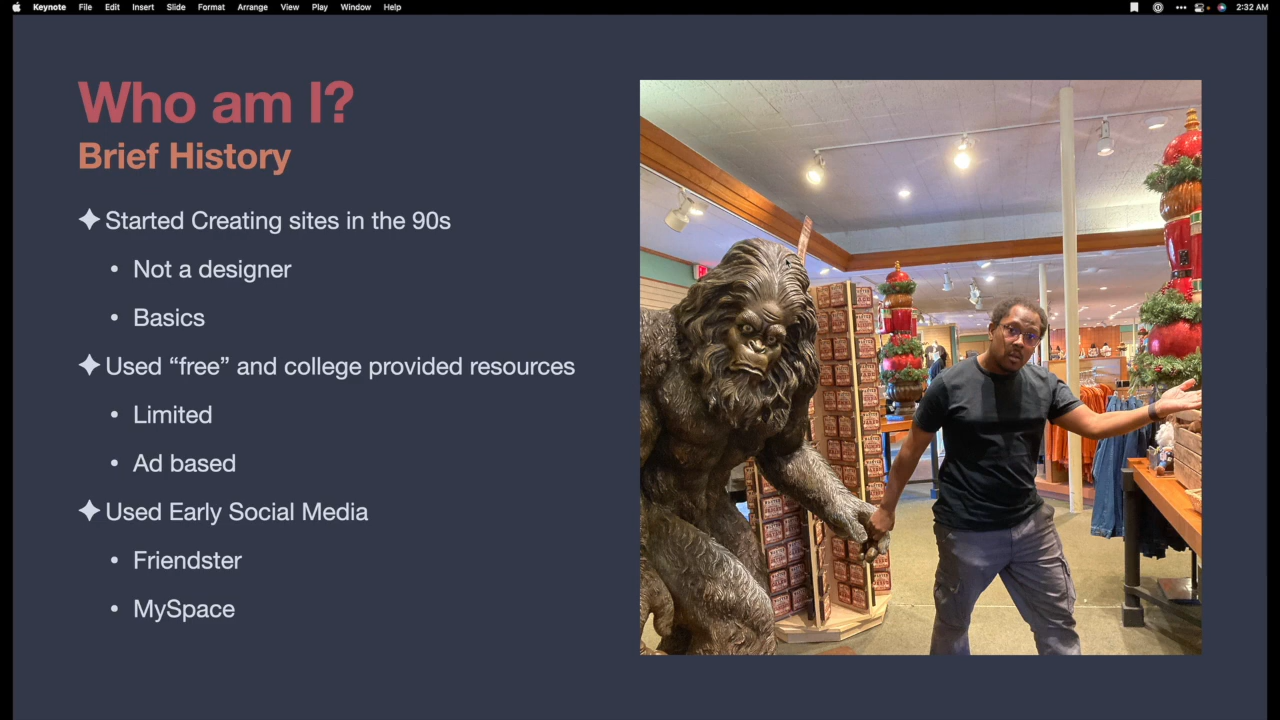 Keynote File Edit Insert Slide Format Arrange View Play Window Help 2:32 AM
Who am I?
Brief History
Started Creating sites in the 90s
• Not a designer
• Basics
Used “free” and college provided resources
• Limited
• Ad based
Used Early Social Media
• Friendster
• MySpace